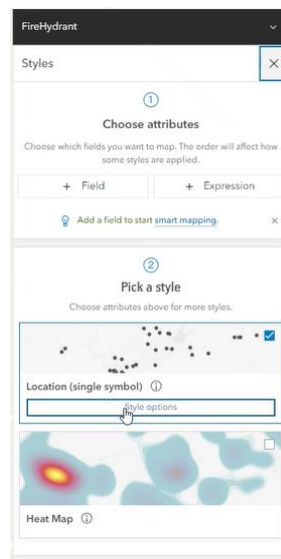 FireHydrant
Styles
1
Choose attributes
Choose which fields you want to map. The order will affect how
some styles are applied.
+ Field
+ Expression
Add a field to start smart mapping.
2
Pick a style
Choose attributes above for more styles.
Location (single symbol)
Style options
Heat Map